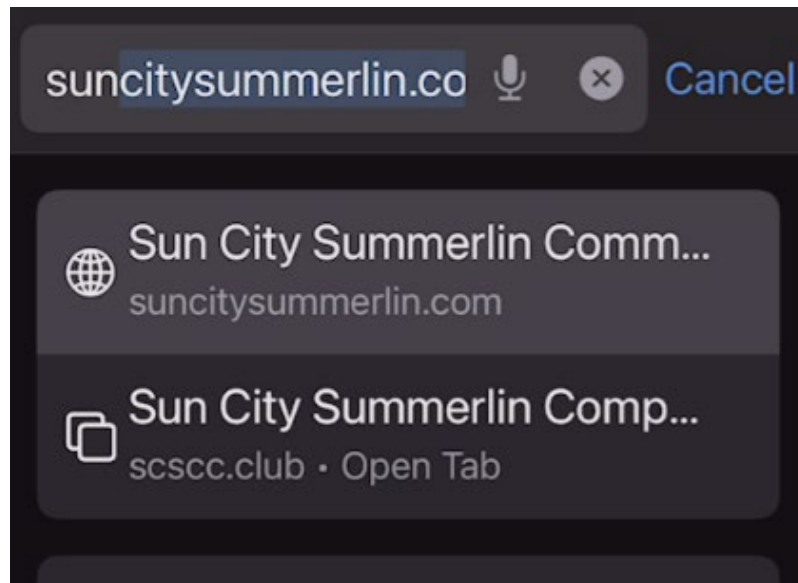 suncitysummerlin.co Cancel
Sun City Summerlin Comm...
suncitysummerlin.com
Sun City Summerlin Comp...
scscc.club • Open Tab